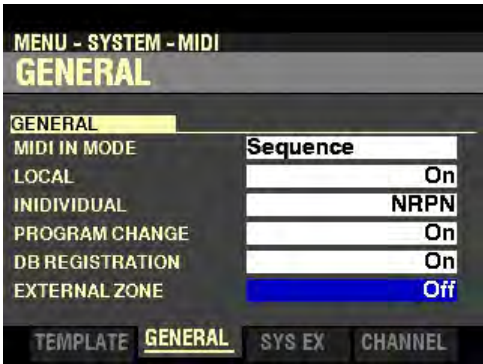 MENU - SYSTEM - MIDI
GENERAL
GENERAL
MIDI IN MODE Sequence
LOCAL On
INIDIVIDUAL NRPN
PROGRAM CHANGE On
DB REGISTRATION On
EXTERNAL ZONE Off
TEMPLATE GENERAL SYS EX CHANNEL